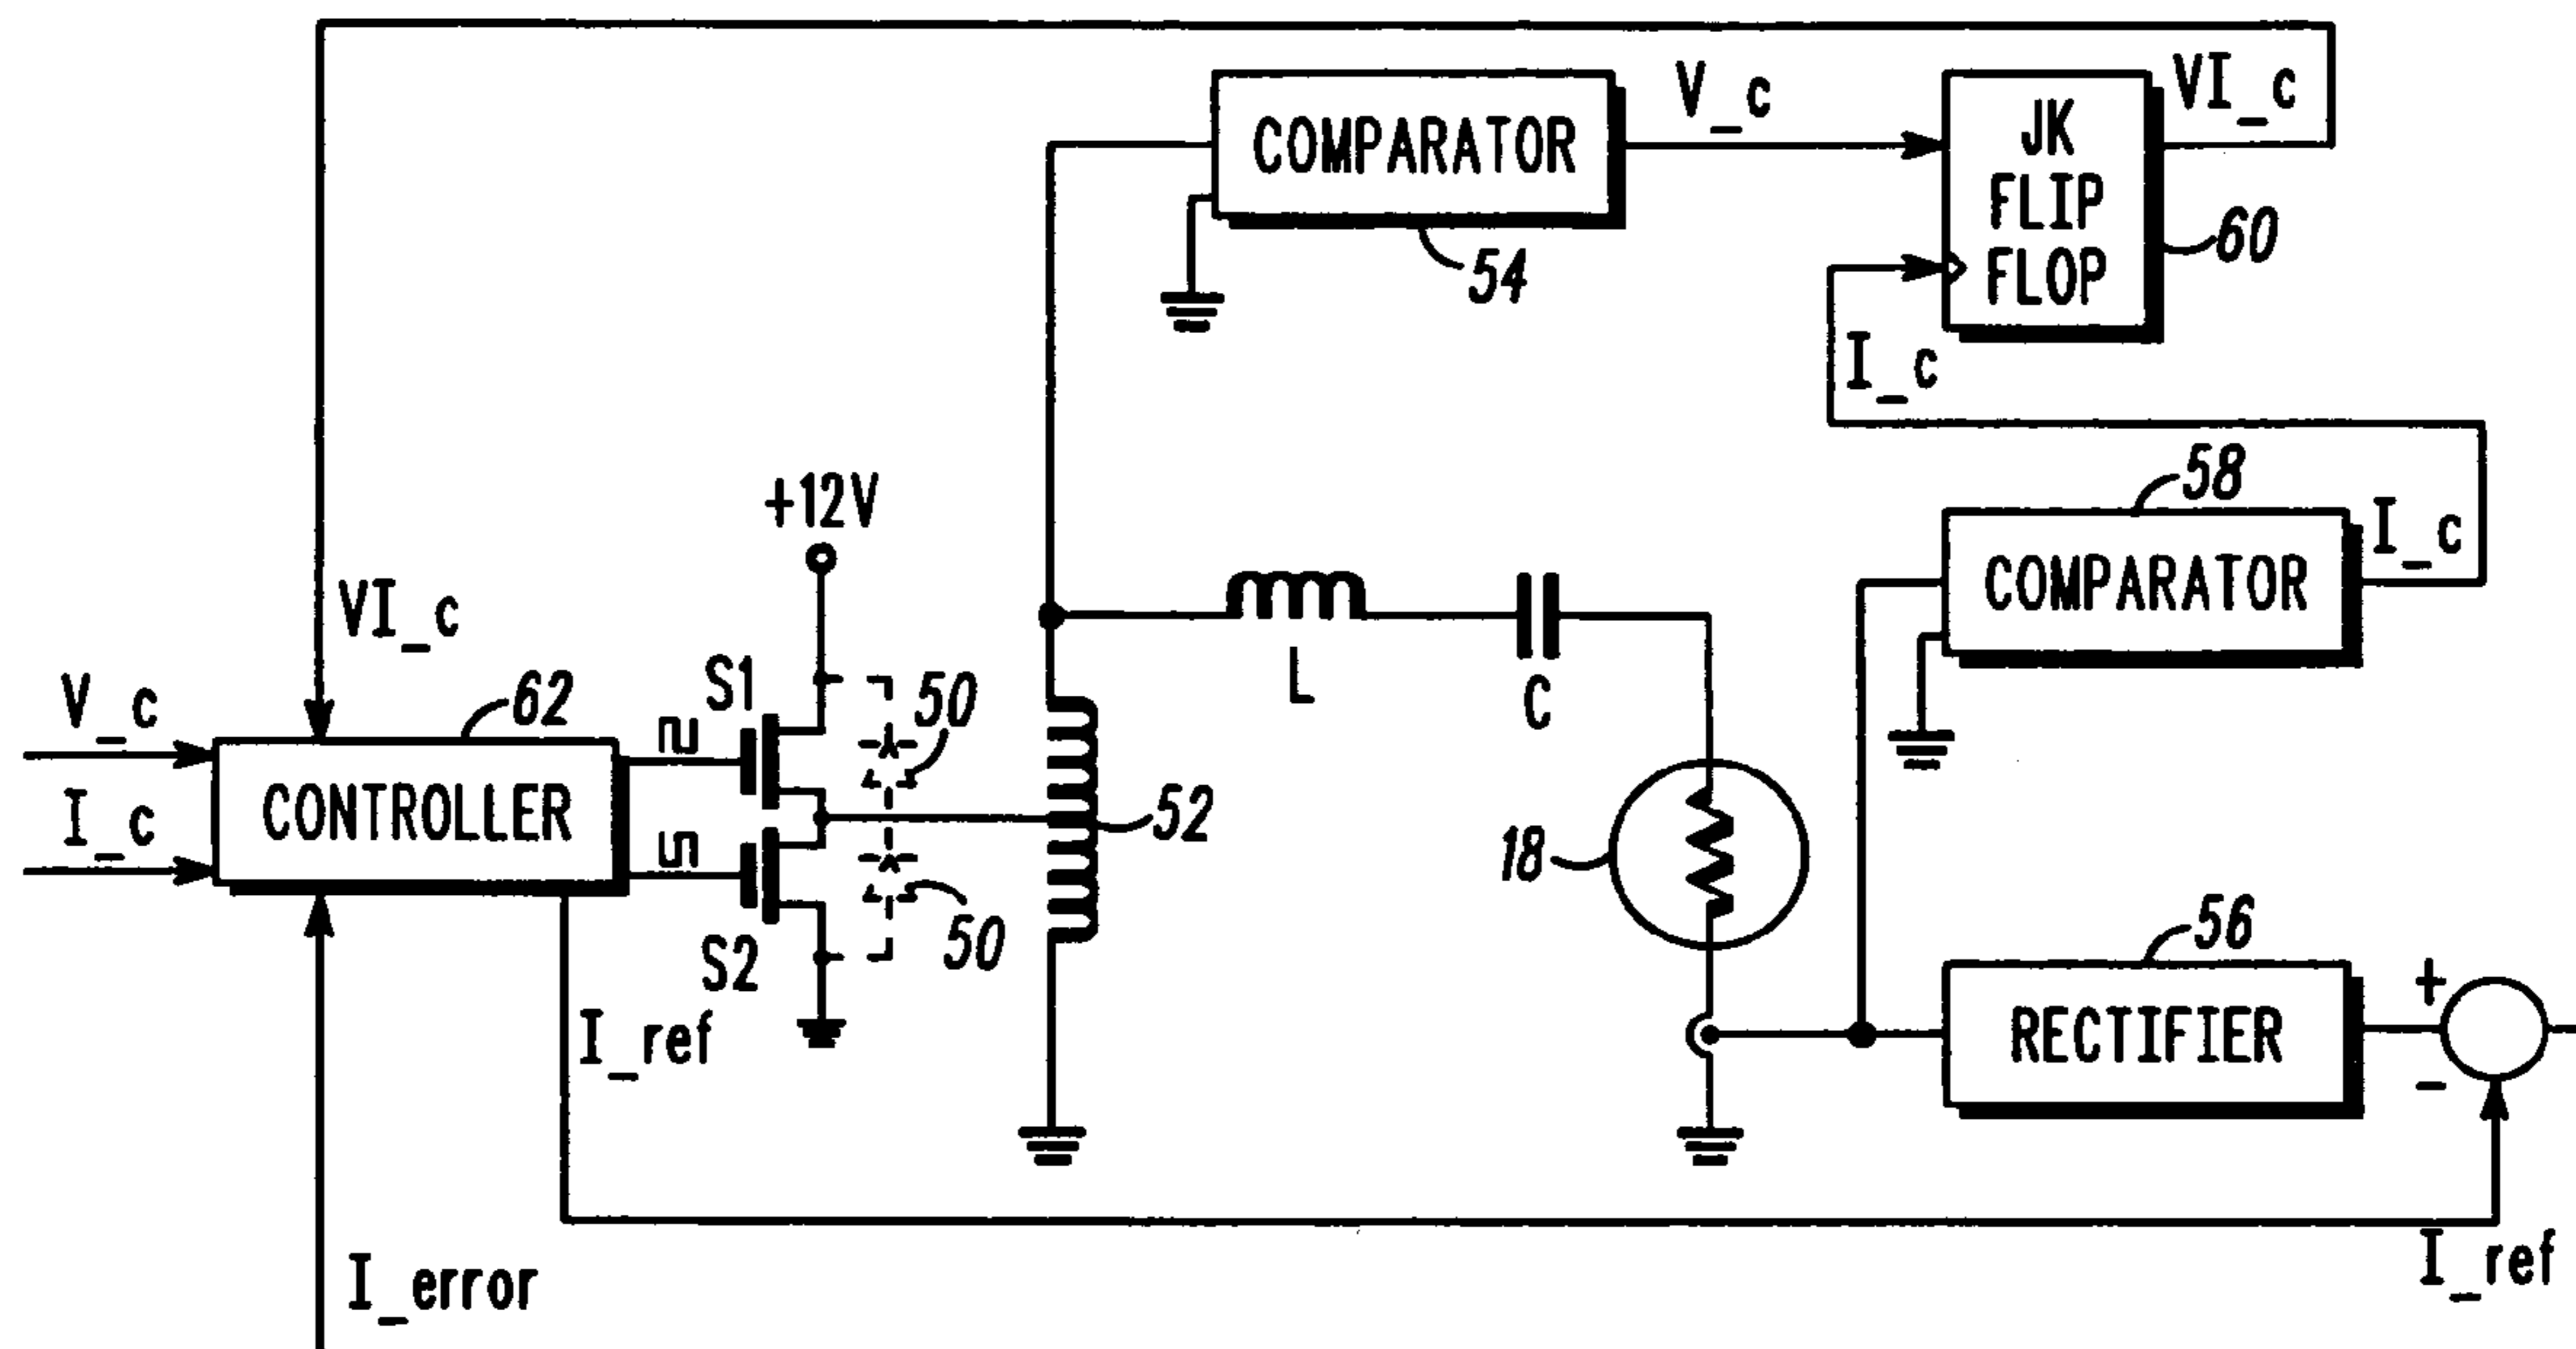 COMPARATOR
54
V_c
JK
FLIP
FLOP
60
VI_c
I_c
58
COMPARATOR
I_c
+12V
VI_c
V_c
I_c
62
CONTROLLER
S1
S2
50
50
52
L
C
18
56
RECTIFIER
+
-
I_ref
I_ref
I_error